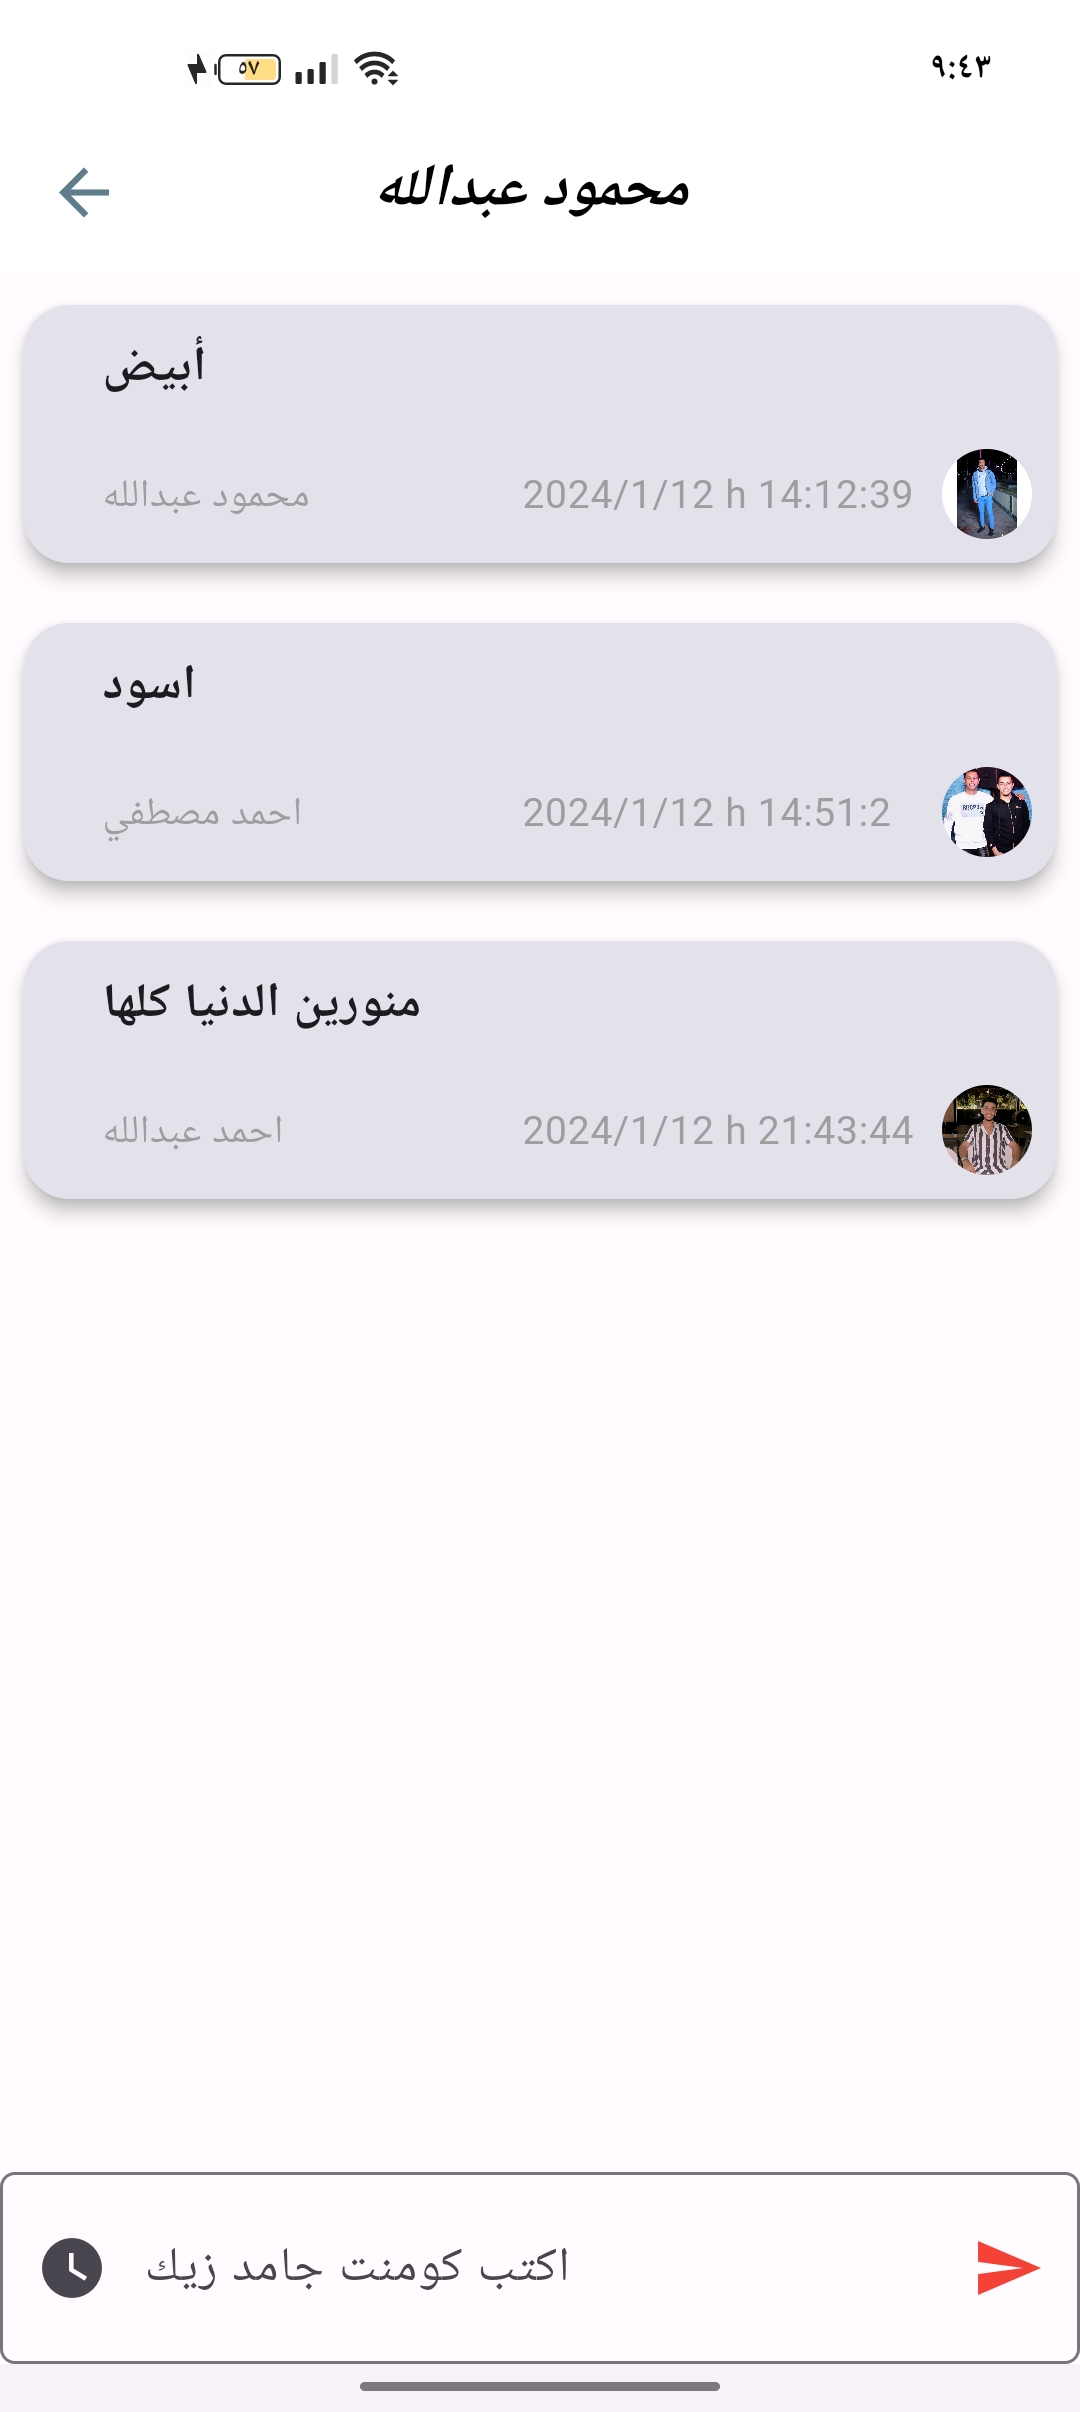 ٥٧
٩:٤٣
محمود عبدالله
أبيض
محمود عبدالله 2024/1/12 h 14:12:39
اسود
احمد مصطفي 2024/1/12 h 14:51:2
منورين الدنيا كلها
احمد عبدالله 2024/1/12 h 21:43:44
اكتب كومنت جامد زيك